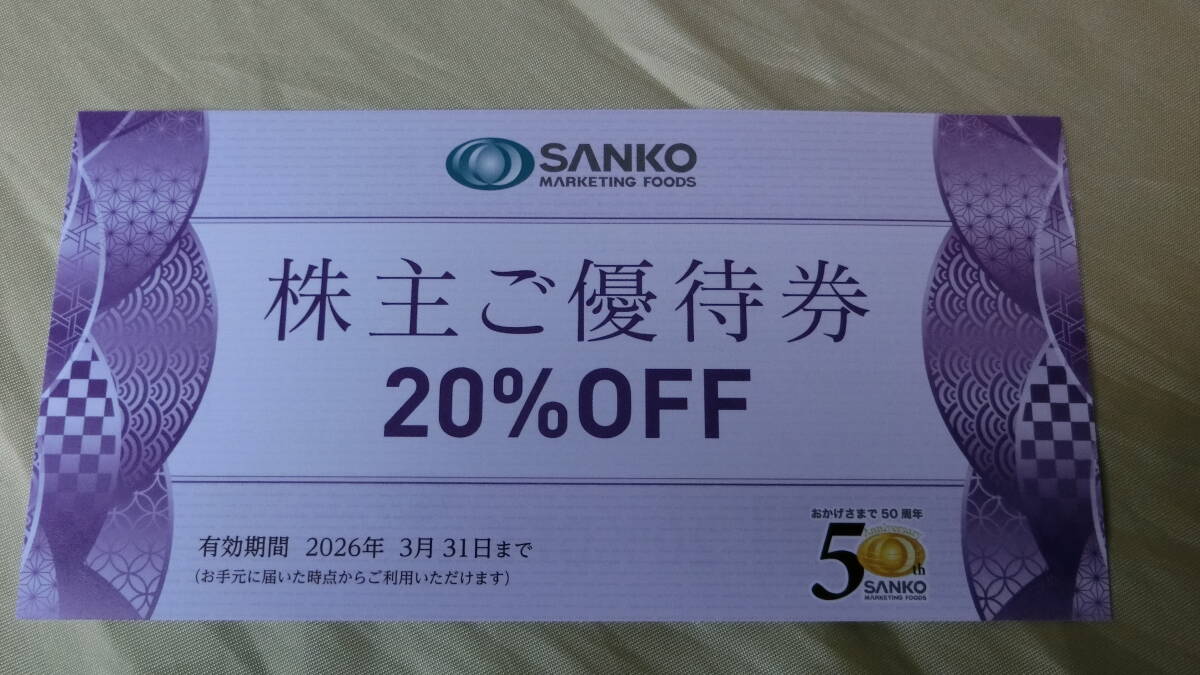 SANKO
MARKETING FOODS
株主ご優待券
20%OFF
有効期間 2026年 3月31日まで
(お手元に届いた時点からご利用いただけます)
おかげさまで50周年
50th
Anniversary
SANKO
MARKETING FOODS